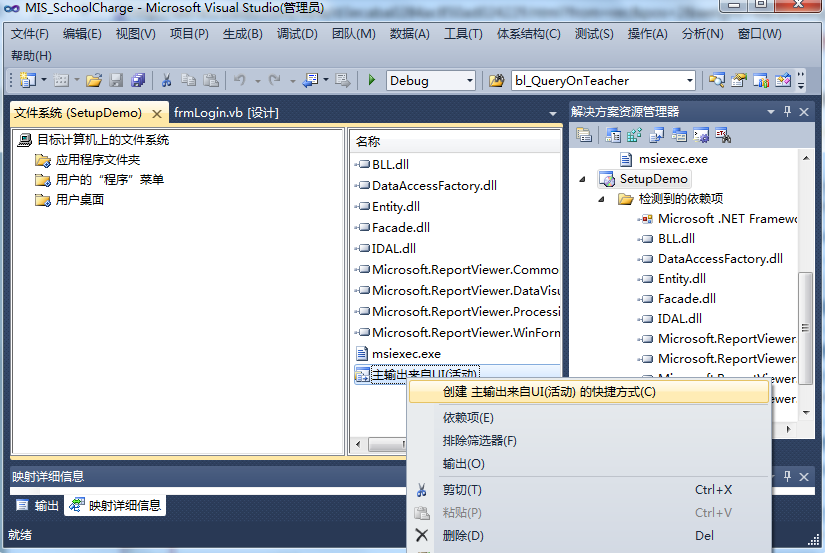 MIS_SchoolCharge - Microsoft Visual Studio(管理员)
文件(F) 编辑(E) 视图(V) 项目(P) 生成(B) 调试(D) 团队(M) 数据(A) 工具(T) 体系结构(C) 测试(S) 操作(A) 分析(N) 窗口(W)
帮助(H)
Debug bl_QueryOnTeacher
文件系统 (SetupDemo) frmLogin.vb [设计]
目标计算机上的文件系统
应用程序文件夹
用户的“程序”菜单
用户桌面
名称
BLL.dll
DataAccessFactory.dll
Entity.dll
Facade.dll
IDAL.dll
Microsoft.ReportViewer.Commo
Microsoft.ReportViewer.DataVisu
Microsoft.ReportViewer.Processi
Microsoft.ReportViewer.WinForn
msiexec.exe
主输出来自UI(活动)
解决方案资源管理器
msiexec.exe
SetupDemo
检测到的依赖项
Microsoft .NET Framewo
BLL.dll
DataAccessFactory.dll
Entity.dll
Facade.dll
IDAL.dll
Microsoft.ReportViewer
Microsoft.ReportViewer
创建 主输出来自UI(活动) 的快捷方式(C)
依赖项(E)
排除筛选器(F)
输出(O)
剪切(T) Ctrl+X
粘贴(P) Ctrl+V
删除(D) Del
映射详细信息
输出 映射详细信息
就绪